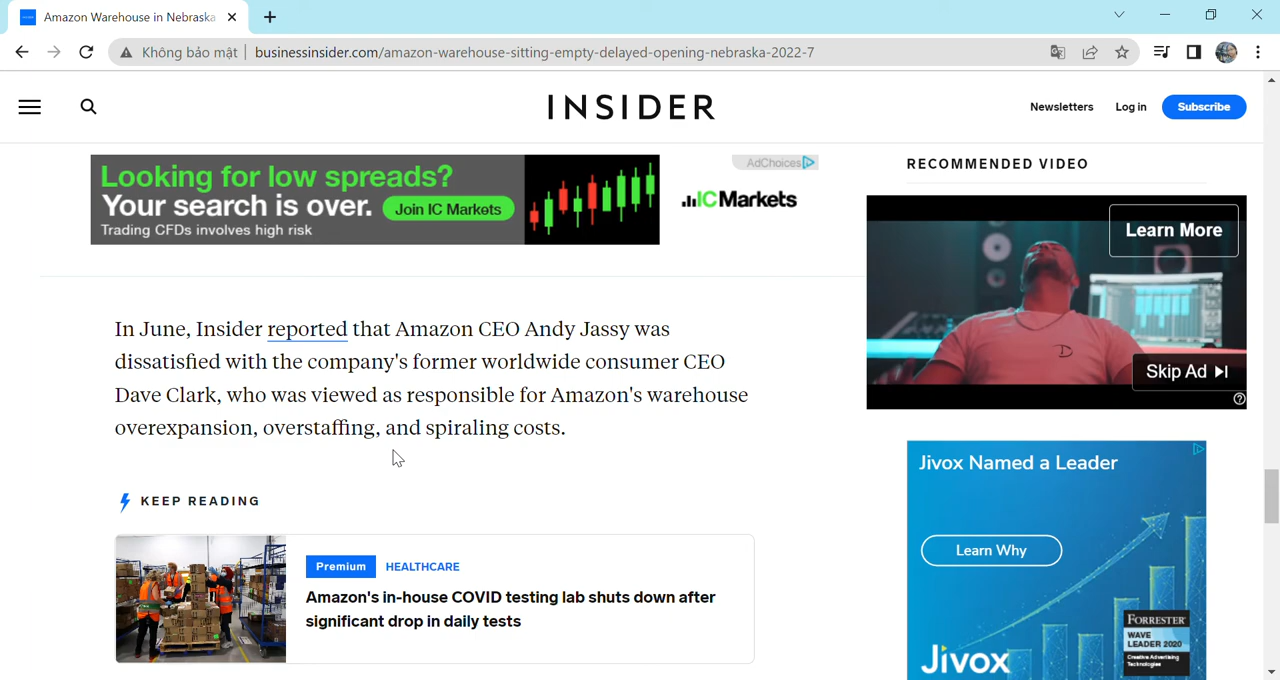 Amazon Warehouse in Nebraska
Không bảo mật
businessinsider.com/amazon-warehouse-sitting-empty-delayed-opening-nebraska-2022-7
INSIDER
Newsletters
Log in
Subscribe
Looking for low spreads?
Your search is over.
Join IC Markets
Trading CFDs involves high risk
AdChoices
IC Markets
RECOMMENDED VIDEO
Learn More
Skip Ad
In June, Insider reported that Amazon CEO Andy Jassy was
dissatisfied with the company's former worldwide consumer CEO
Dave Clark, who was viewed as responsible for Amazon's warehouse
overexpansion, overstaffing, and spiraling costs.
KEEP READING
Premium
HEALTHCARE
Amazon's in-house COVID testing lab shuts down after
significant drop in daily tests
Jivox Named a Leader
Learn Why
Jivox
FORRESTER
WAVE
LEADER 2020
Creative Advertising
Technologies